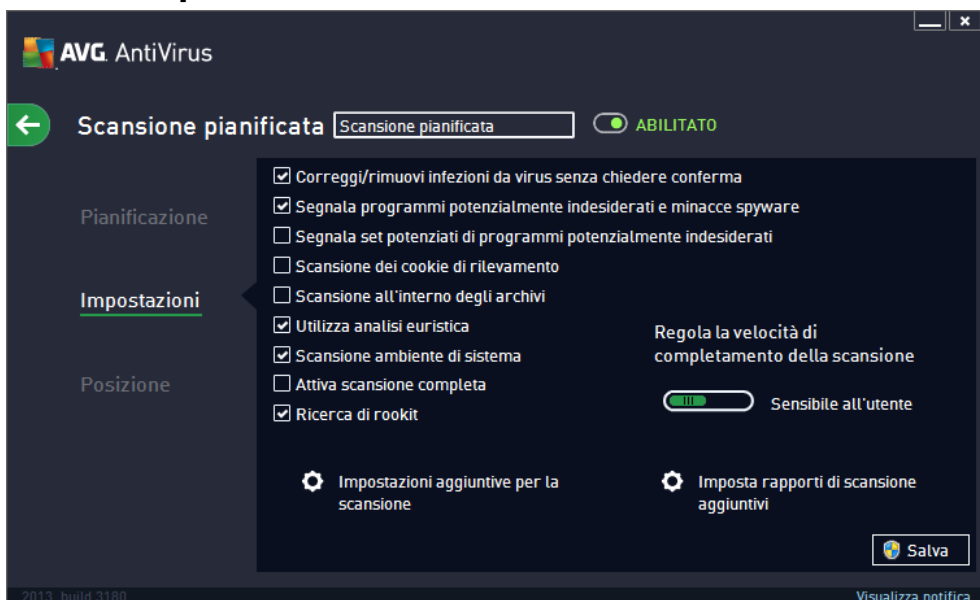 AVG. AntiVirus
Scansione pianificata
Scansione pianificata
ABILITATO
Pianificazione
Impostazioni
Posizione
Correggi/rimuovi infezioni da virus senza chiedere conferma
Segnala programmi potenzialmente indesiderati e minacce spyware
Segnala set potenziati di programmi potenzialmente indesiderati
Scansione dei cookie di rilevamento
Scansione all'interno degli archivi
Utilizza analisi euristica
Scansione ambiente di sistema
Attiva scansione completa
Ricerca di rookit
Regola la velocità di
completamento della scansione
Sensibile all'utente
Impostazioni aggiuntive per la
scansione
Imposta rapporti di scansione
aggiuntivi
Salva
2013 build 3180
Visualizza notifica